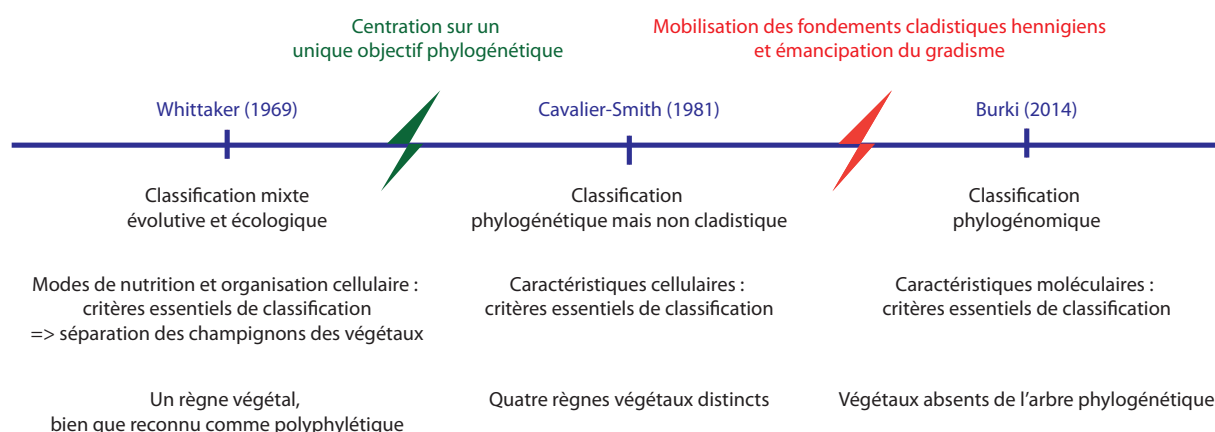 Centration sur un
unique objectif phylogénétique
Mobilisation des fondements cladistiques hennigiens
et émancipation du gradisme
Whittaker (1969)
Cavalier-Smith (1981)
Burki (2014)
Classification mixte
évolutive et écologique
Classification
phylogénétique mais non cladistique
Classification
phylogénomique
Modes de nutrition et organisation cellulaire :
critères essentiels de classification
=> séparation des champignons des végétaux
Caractéristiques cellulaires :
critères essentiels de classification
Caractéristiques moléculaires :
critères essentiels de classification
Un règne végétal,
bien que reconnu comme polyphylétique
Quatre règnes végétaux distincts
Végétaux absents de l'arbre phylogénétique